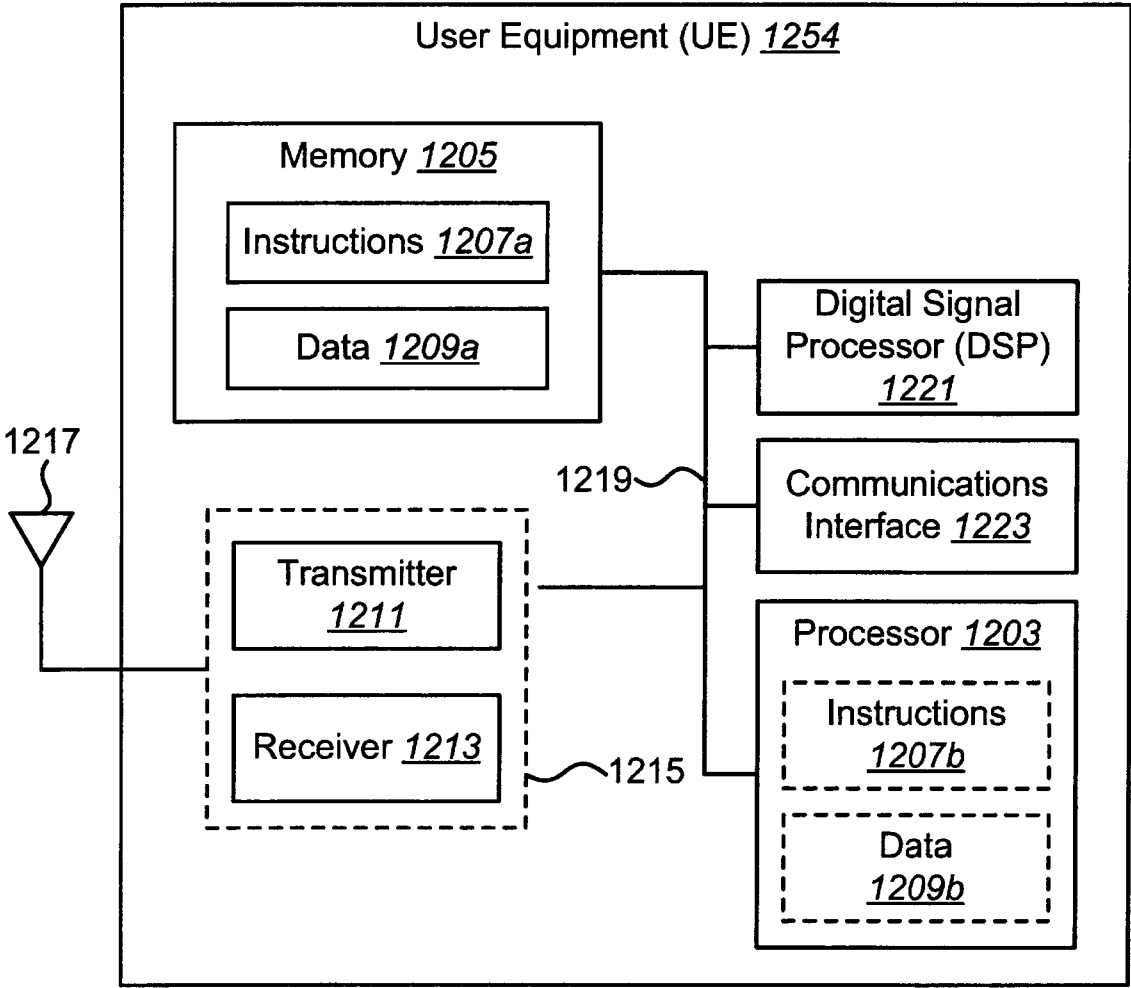 User Equipment (UE) 1254
Memory 1205
Instructions 1207a
Data 1209a
Digital Signal
Processor (DSP)
1221
1217
1219
Communications
Interface 1223
Transmitter
1211
Receiver 1213
1215
Processor 1203
Instructions
1207b
Data
1209b